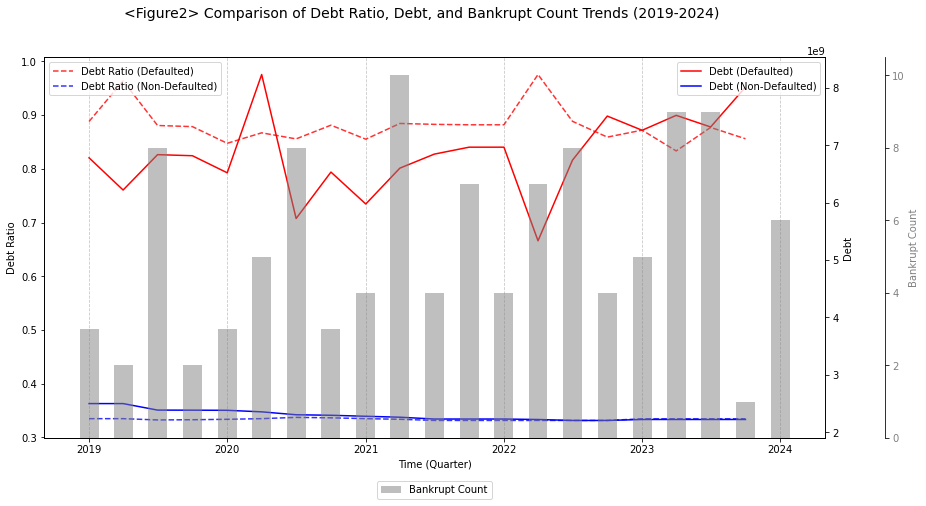 <Figure2> Comparison of Debt Ratio, Debt, and Bankrupt Count Trends (2019-2024)
1e9
Debt Ratio (Defaulted)
Debt Ratio (Non-Defaulted)
Debt (Defaulted)
Debt (Non-Defaulted)
1.0
0.9
0.8
0.7
0.6
0.5
0.4
0.3
Debt Ratio
8
7
6
5
4
3
2
Debt
10
8
6
4
2
0
Bankrupt Count
2019
2020
2021
2022
2023
2024
Time (Quarter)
Bankrupt Count